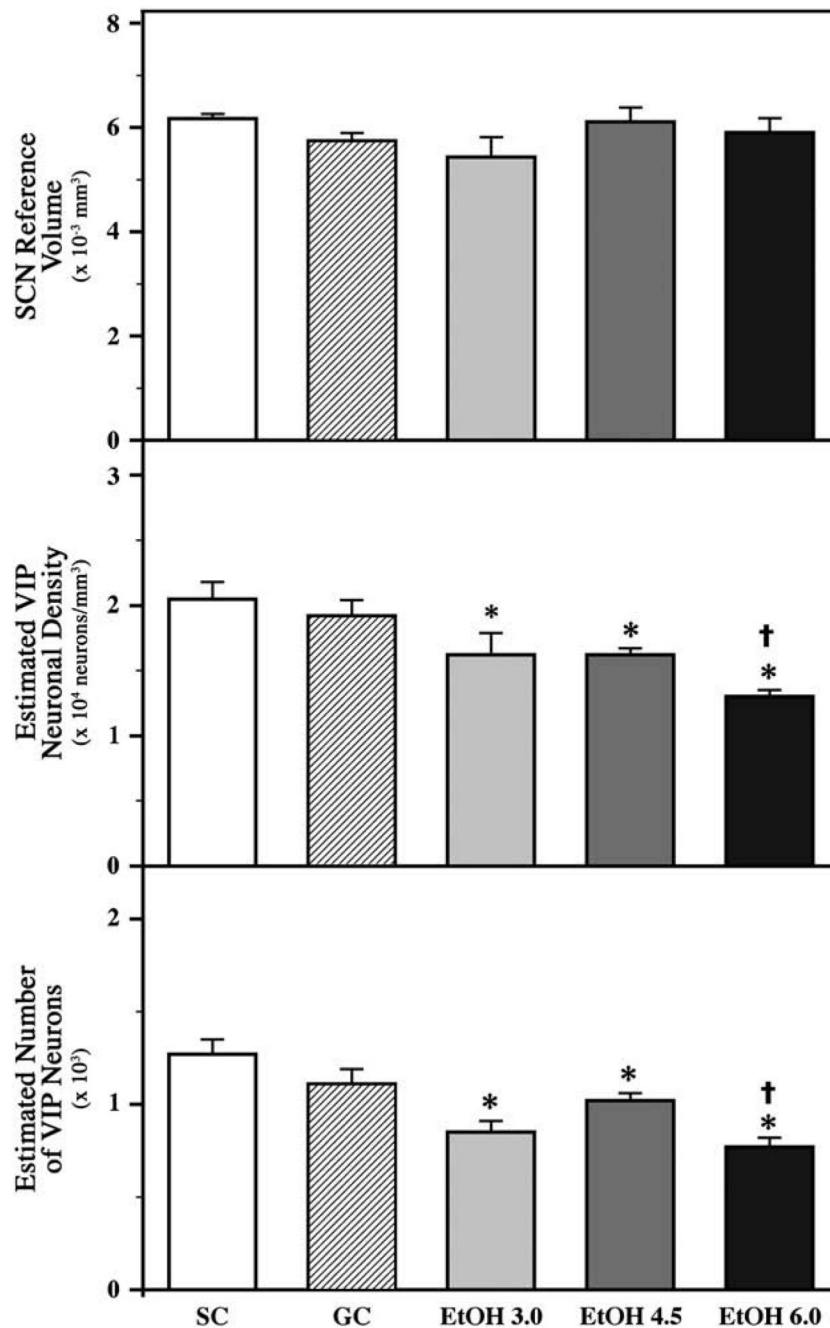 SCN Reference
Volume
(x 10⁻³ mm³)
8
6
4
2
0
Estimated VIP
Neuronal Density
(x 10⁴ neurons/mm³)
3
2
1
0
*
*
†
*
Estimated Number
of VIP Neurons
(x 10³)
2
1
0
*
*
†
*
SC
GC
EtOH 3.0
EtOH 4.5
EtOH 6.0